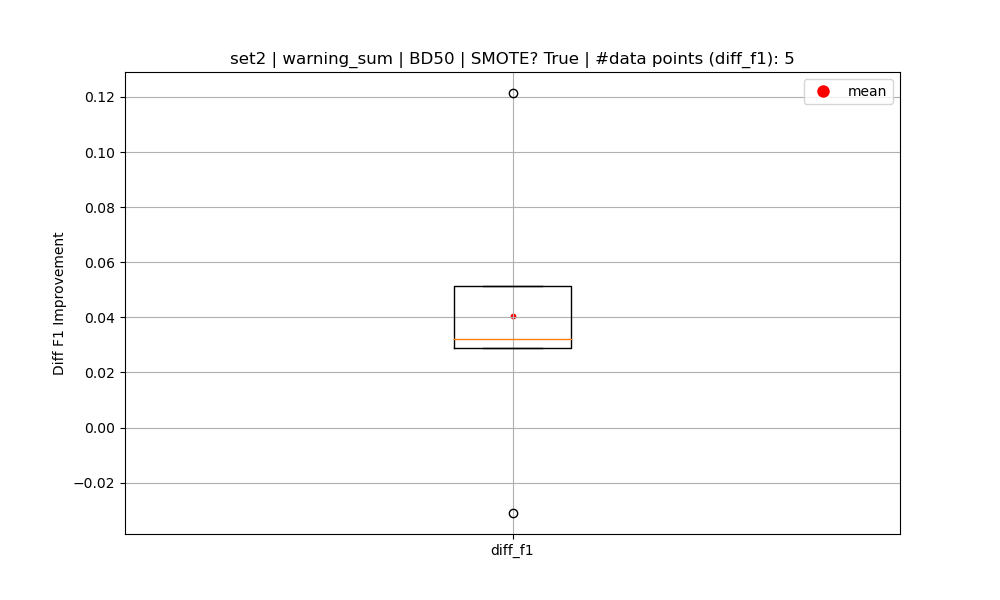 set2 | warning_sum | BD50 | SMOTE? True | #data points (diff_f1): 5
mean
0.12
0.10
0.08
0.06
0.04
0.02
0.00
−0.02
Diff F1 Improvement
diff_f1